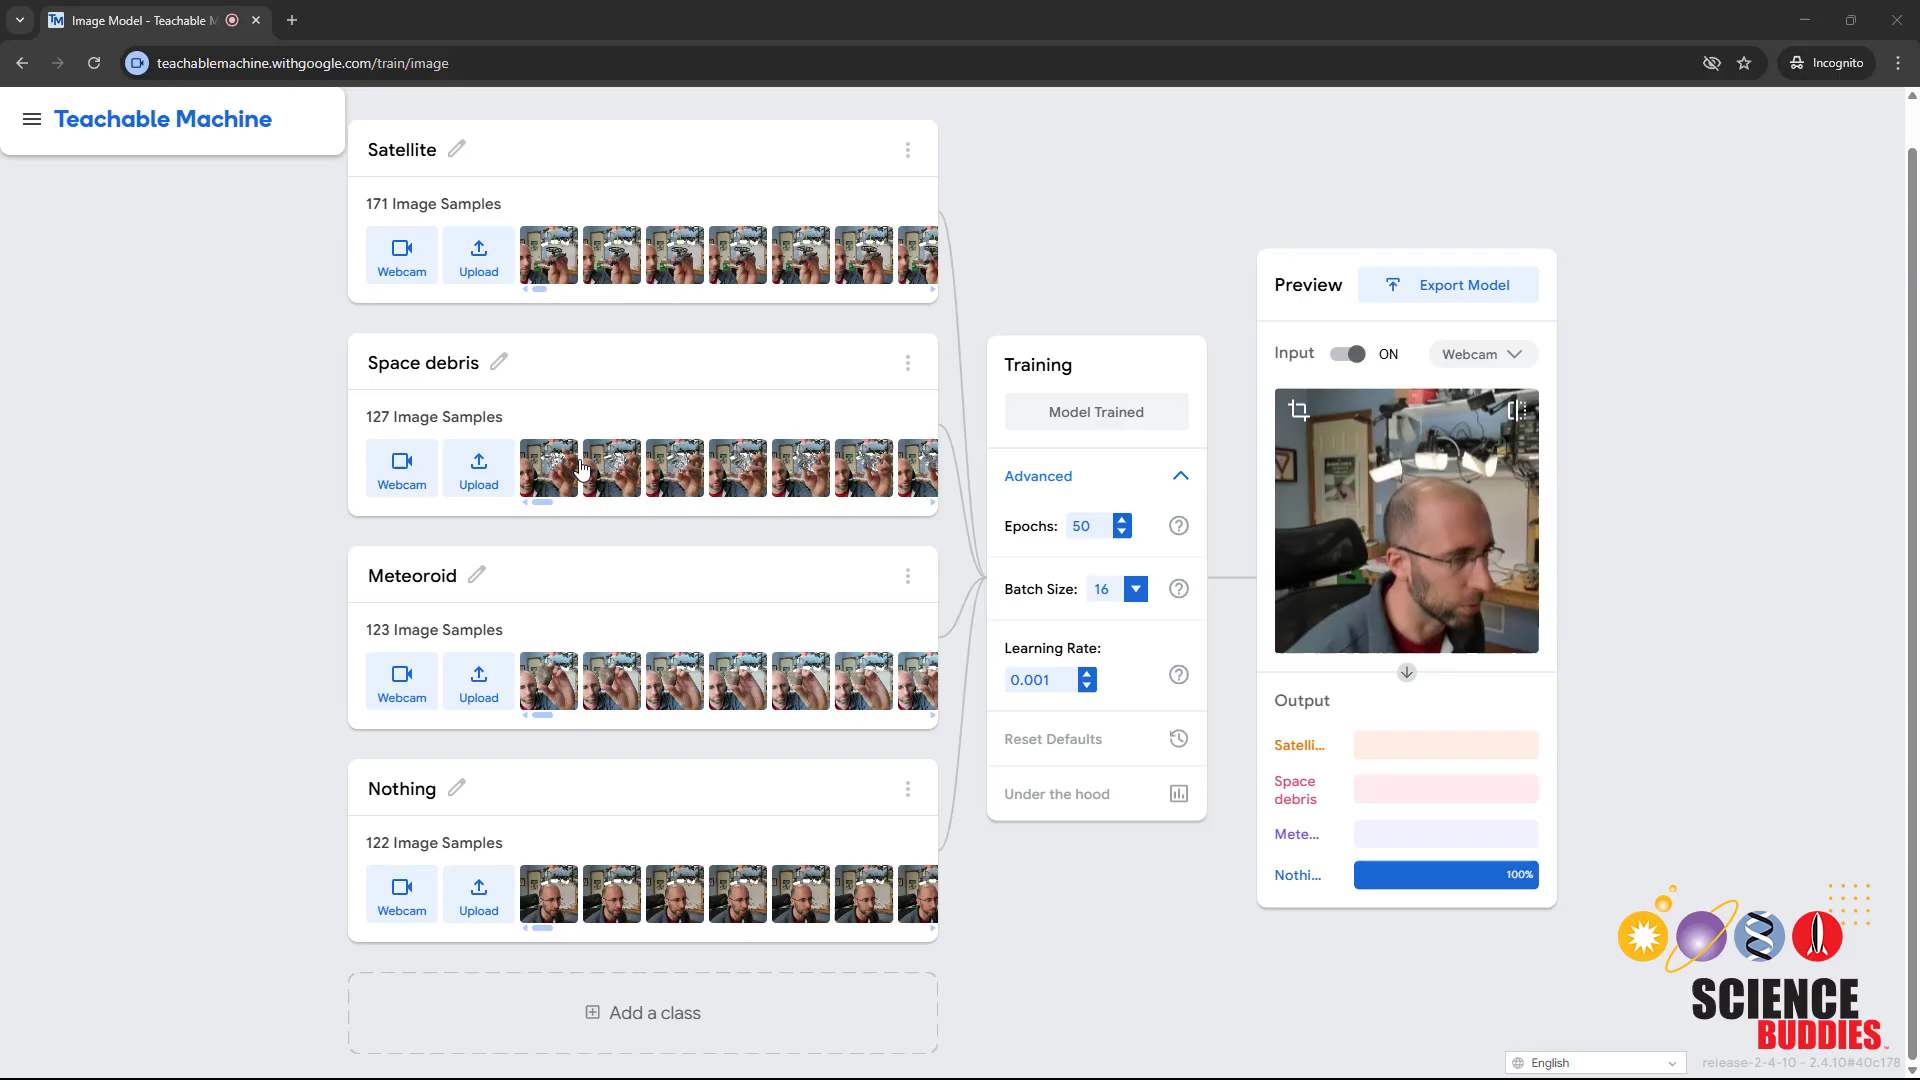 Image Model - Teachable M
teachablemachine.withgoogle.com/train/image
Incognito
Teachable Machine
Satellite
171 Image Samples
Webcam
Upload
Space debris
127 Image Samples
Webcam
Upload
Meteoroid
123 Image Samples
Webcam
Upload
Nothing
122 Image Samples
Webcam
Upload
Add a class
Training
Model Trained
Advanced
Epochs: 50
Batch Size: 16
Learning Rate:
0.001
Reset Defaults
Under the hood
Preview
Export Model
Input ON Webcam
Output
Satelli...
Space
debris
Mete...
Nothi... 100%
SCIENCE
BUDDIES
English
release-2-4-10 - 2.4.10#40c178